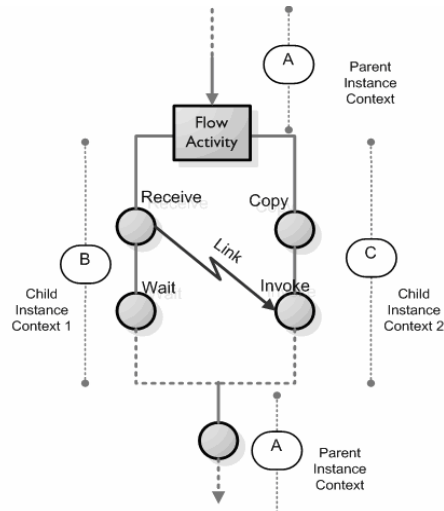 A
Parent
Instance
Context
Flow
Activity
Receive
Copy
Link
B
C
Wait
Invoke
Child
Instance
Context 1
Child
Instance
Context 2
A
Parent
Instance
Context